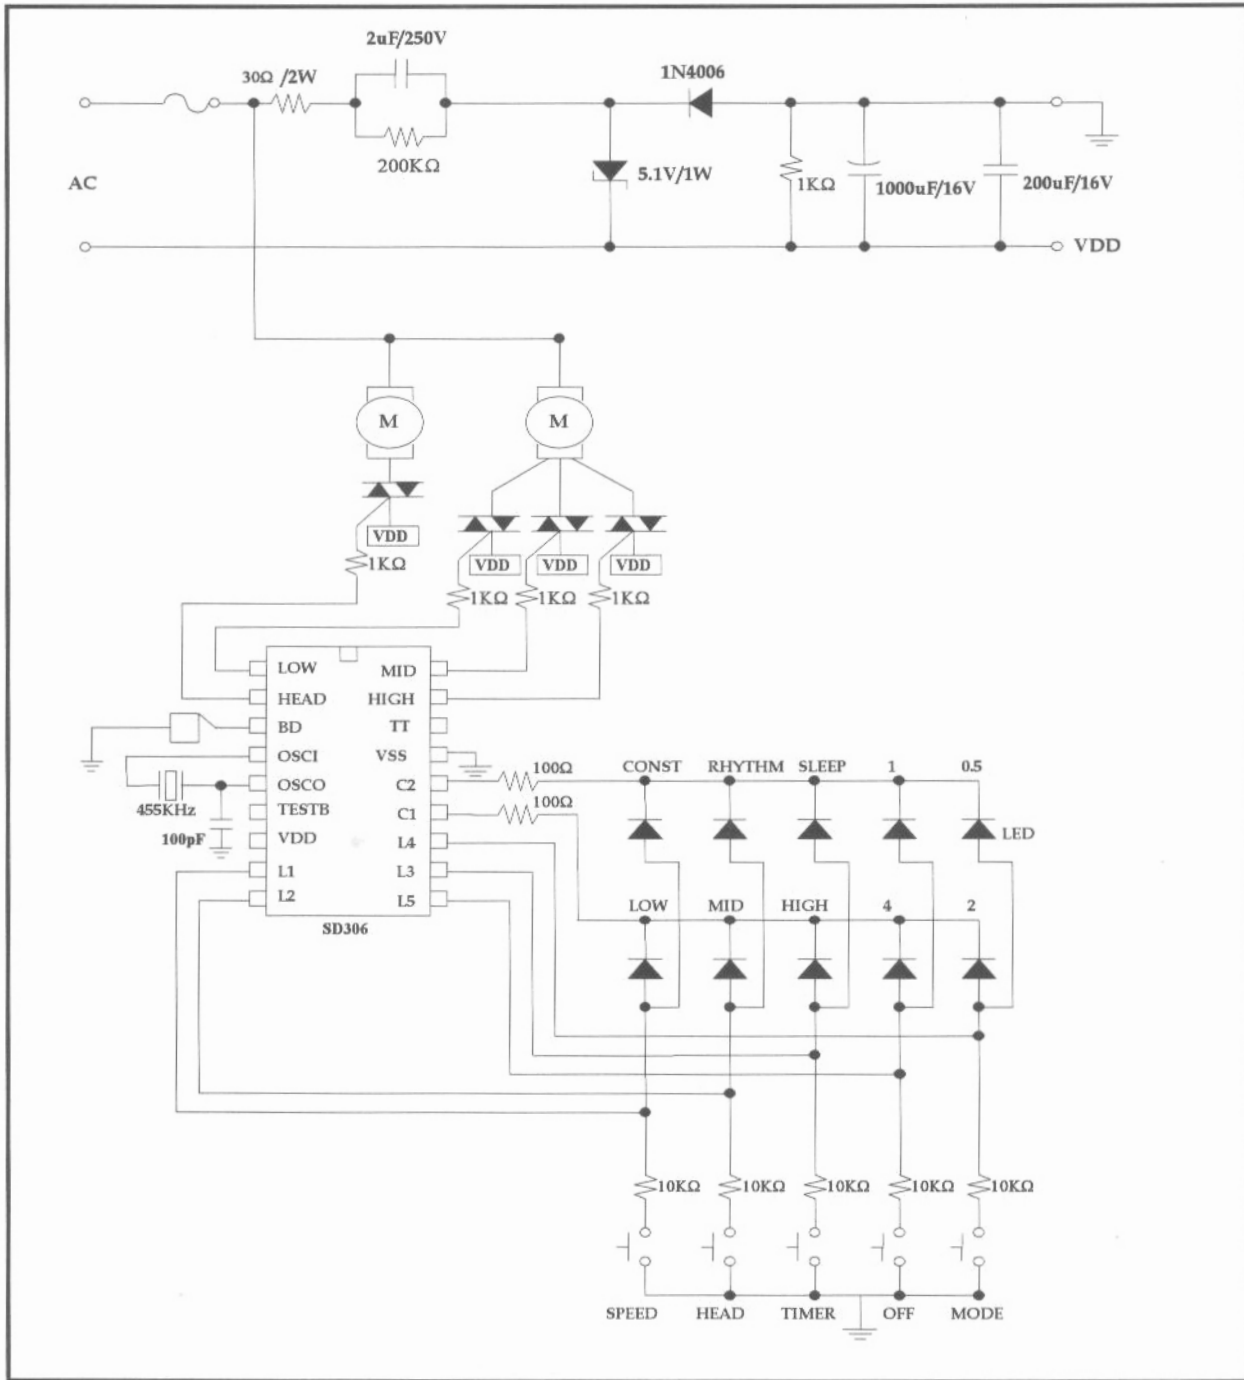 2uF/250V
30Ω /2W
1N4006
200KΩ
AC
5.1V/1W
1KΩ
1000uF/16V
200uF/16V
VDD
M
M
VDD
1KΩ
VDD
VDD
VDD
1KΩ
1KΩ
1KΩ
LOW
MID
HEAD
HIGH
BD
TT
OSCI
VSS
OSCO
C2
TESTB
C1
VDD
L4
L1
L3
L2
L5
SD306
455KHz
100pF
100Ω
100Ω
CONST
RHYTHM
SLEEP
1
0.5
LED
LOW
MID
HIGH
4
2
10KΩ
10KΩ
10KΩ
10KΩ
10KΩ
SPEED
HEAD
TIMER
OFF
MODE